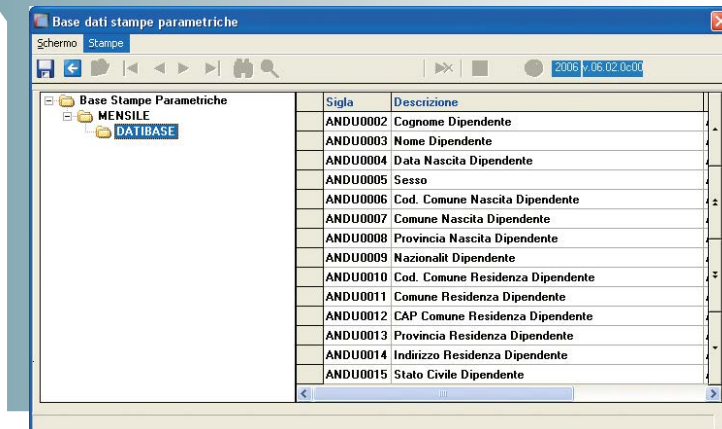 Base dati stampe parametriche
Schermo Stampe
2006 v.06.02.0c00
Base Stampe Parametriche
MENSILE
DATIBASE
Sigla Descrizione
ANDU0002 Cognome Dipendente
ANDU0003 Nome Dipendente
ANDU0004 Data Nascita Dipendente
ANDU0005 Sesso
ANDU0006 Cod. Comune Nascita Dipendente
ANDU0007 Comune Nascita Dipendente
ANDU0008 Provincia Nascita Dipendente
ANDU0009 Nazionalit Dipendente
ANDU0010 Cod. Comune Residenza Dipendente
ANDU0011 Comune Residenza Dipendente
ANDU0012 CAP Comune Residenza Dipendente
ANDU0013 Provincia Residenza Dipendente
ANDU0014 Indirizzo Residenza Dipendente
ANDU0015 Stato Civile Dipendente